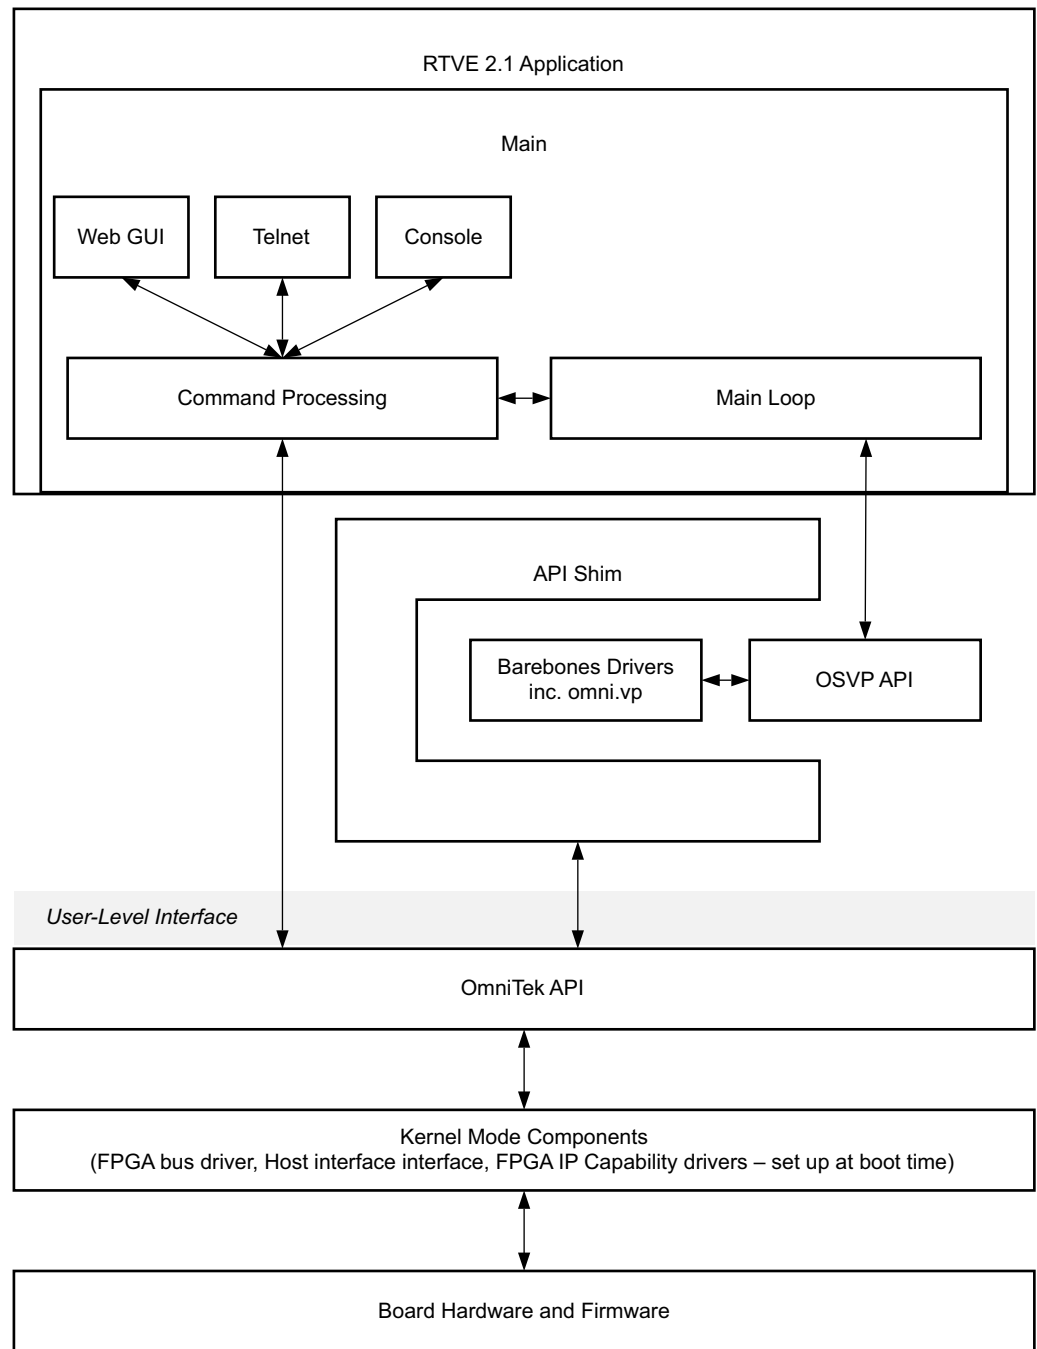 RTVE 2.1 Application
Main
Web GUI
Telnet
Console
Command Processing
Main Loop
API Shim
Barebones Drivers
inc. omni.vp
OSVP API
User-Level Interface
OmniTek API
Kernel Mode Components
(FPGA bus driver, Host interface interface, FPGA IP Capability drivers – set up at boot time)
Board Hardware and Firmware